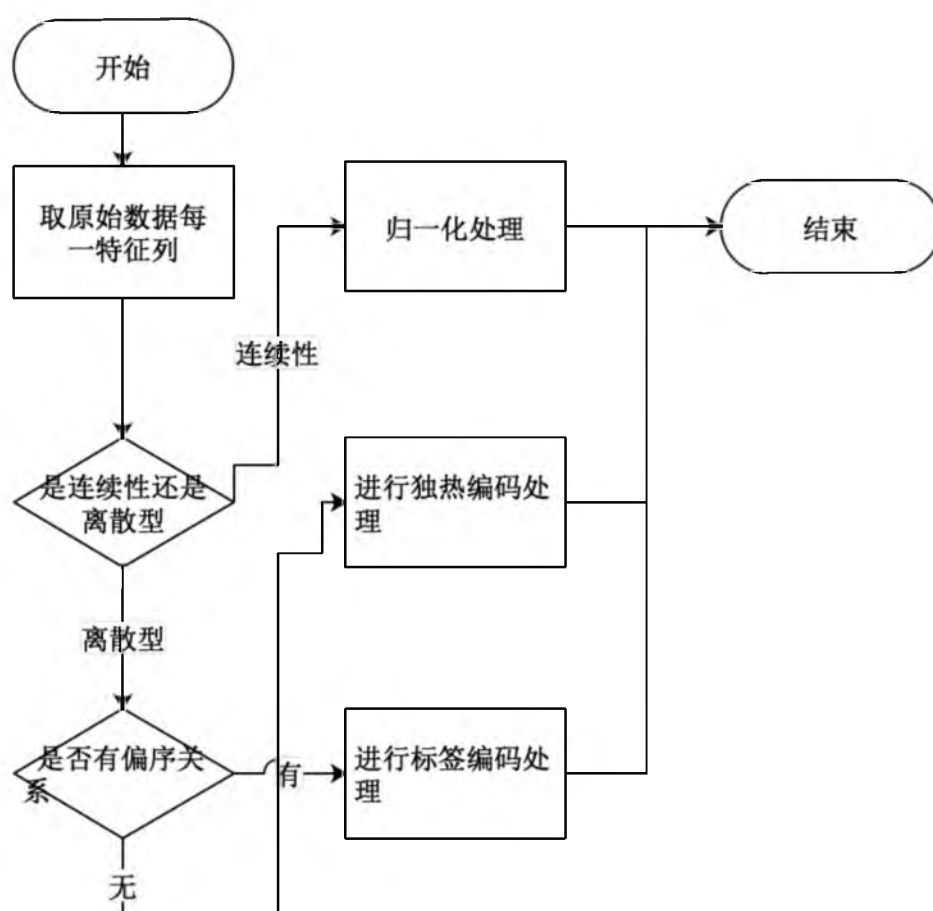 开始
取原始数据每
一特征列
归一化处理
结束
连续性
是连续性还是
离散型
进行独热编码处
理
离散型
是否有偏序关
系
有
进行标签编码处
理
无